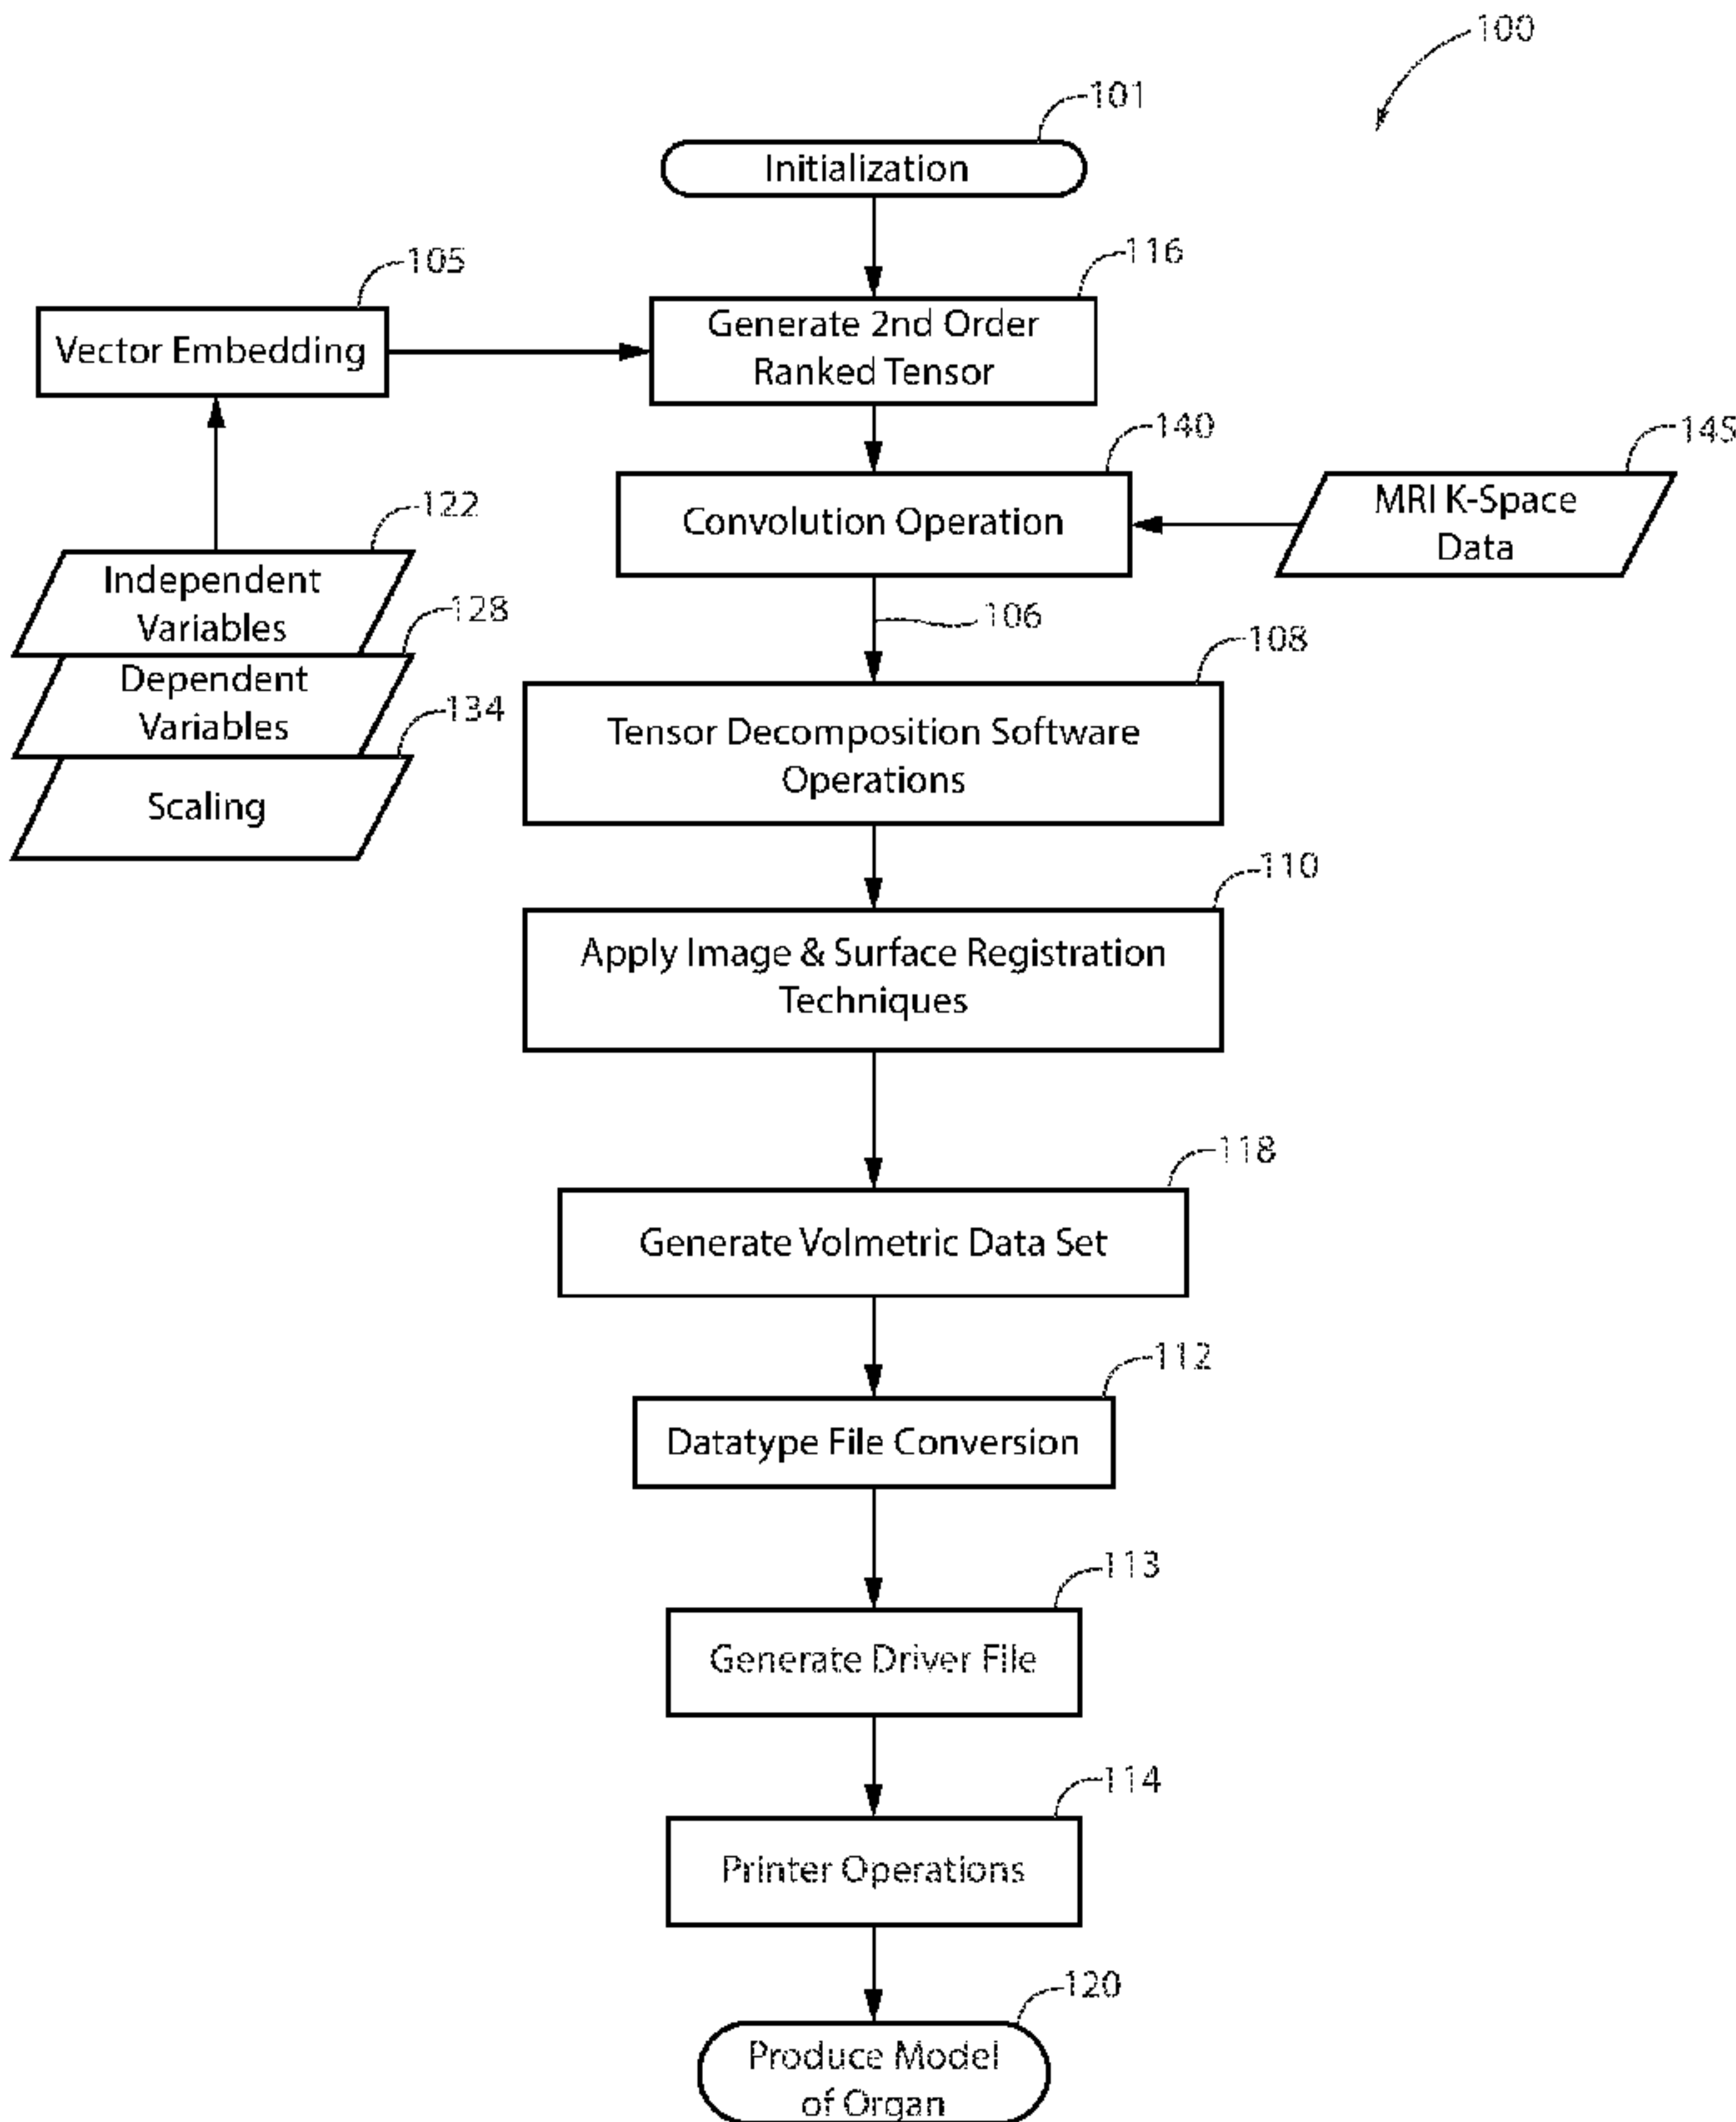 100
101
Initialization
105
116
Vector Embedding
Generate 2nd Order
Ranked Tensor
140
145
Convolution Operation
MRI K-Space
Data
122
Independent
Variables
106
128
Dependent
Variables
108
134
Tensor Decomposition Software
Operations
Scaling
110
Apply Image & Surface Registration
Techniques
118
Generate Volmetric Data Set
112
Datatype File Conversion
113
Generate Driver File
114
Printer Operations
120
Produce Model
of Organ